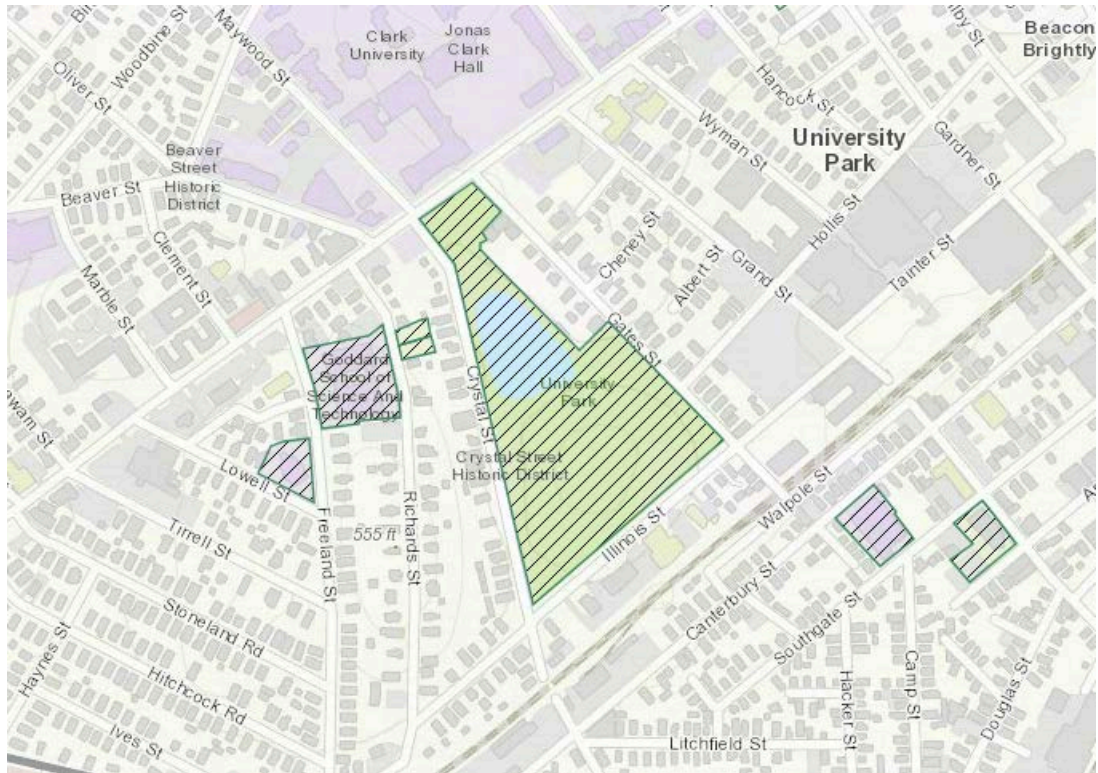 Woodbine St
Maywood St
Clark
University
Jonas
Clark
Hall
Beacon
Brightly
Oliver St
Hancock St
Wyman St
University
Park
Gardner St
Beaver
Street
Historic
District
Beaver St
Clement St
Marble St
Cheney St
Albert St
Grand St
Hollis St
Tainter St
Gates St
Goddard
School of
Science And
Technology
Crystal St
University
Park
Crystal Street
Historic District
Lowell St
Freeland St
555 ft
Richards St
Tirrell St
Illinois St
Walpole St
Canterbury St
Southgate St
Stoneland Rd
Hitchcock Rd
Haynes St
Ives St
Hacker St
Camp St
Douglas St
Litchfield St